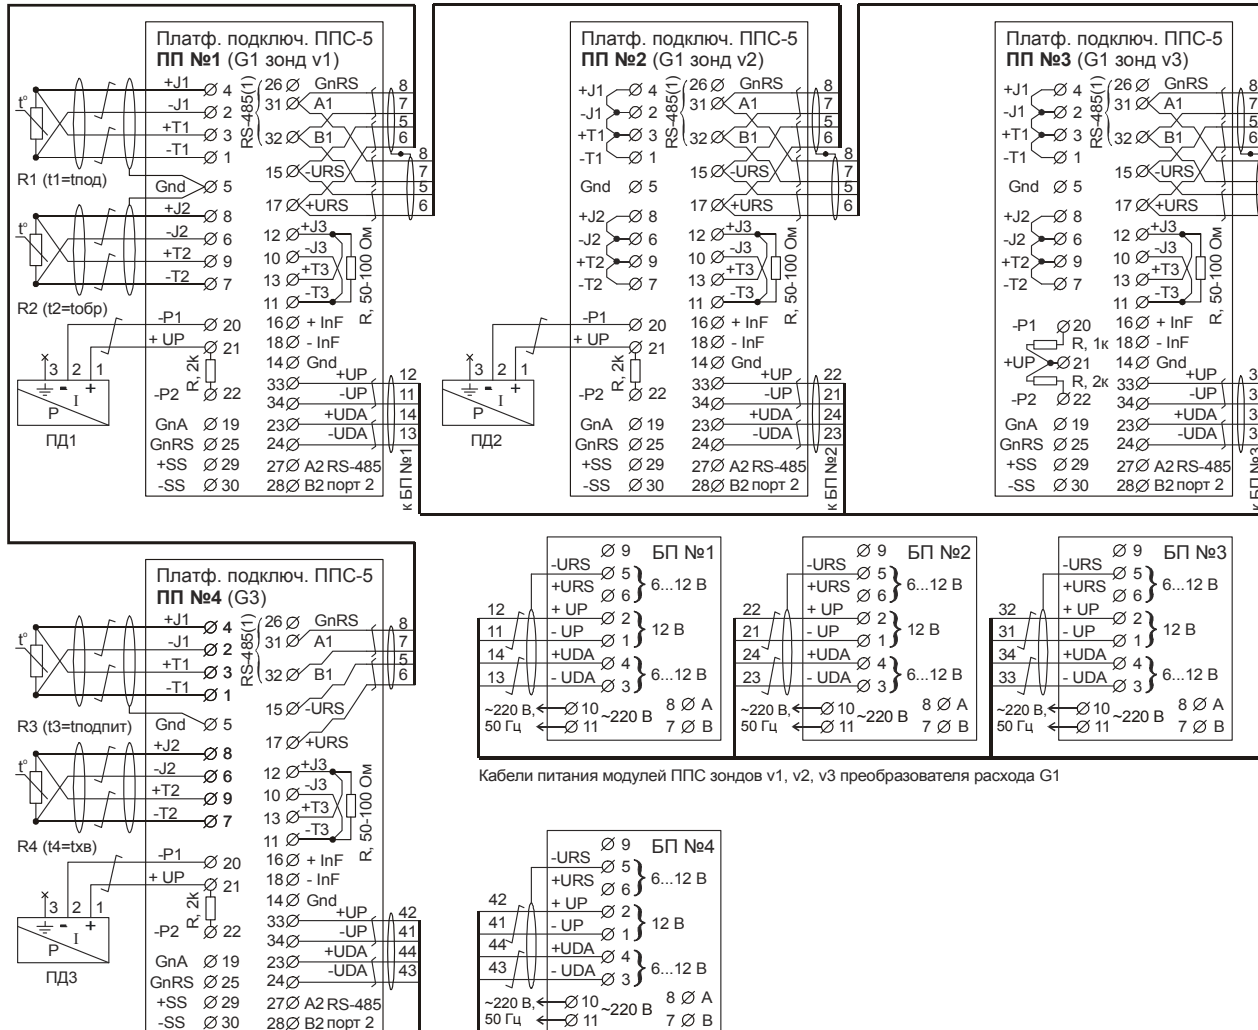 Платф. подключ. ППС-5
ПП №1 (G1 зонд v1)
+J1 4
-J1 2
+T1 3
-T1 1
Gnd 5
+J2 8
-J2 6
+T2 9
-T2 7
-P1 20
+ UP 21
R, 2k
-P2 22
GnA 19
GnRS 25
+SS 29
-SS 30
t°
R1 (t1=tпод)
t°
R2 (t2=tобр)
3 2 1
- +
P I
ПД1
RS-485(1)
26 GnRS 8
31 A1 7
5
32 B1 6
15 -URS
17 +URS
8
7
5
6
12 +J3
10 -J3
13 +T3
11 -T3
R, 50-100 Ом
16 + InF
18 - InF
14 Gnd
33 +UP 12
34 -UP 11
23 +UDA 14
24 -UDA 13
27 A2 RS-485
28 B2 порт 2
к БП №1
Платф. подключ. ППС-5
ПП №2 (G1 зонд v2)
+J1 4
-J1 2
+T1 3
-T1 1
Gnd 5
+J2 8
-J2 6
+T2 9
-T2 7
-P1 20
+ UP 21
R, 2k
-P2 22
GnA 19
GnRS 25
+SS 29
-SS 30
3 2 1
- +
P I
ПД2
RS-485(1)
26 GnRS 8
31 A1 7
5
32 B1 6
15 -URS
17 +URS
8
7
5
6
12 +J3
10 -J3
13 +T3
11 -T3
R, 50-100 Ом
16 + InF
18 - InF
14 Gnd
33 +UP 22
34 -UP 21
23 +UDA 24
24 -UDA 23
27 A2 RS-485
28 B2 порт 2
к БП №2
Платф. подключ. ППС-5
ПП №3 (G1 зонд v3)
+J1 4
-J1 2
+T1 3
-T1 1
Gnd 5
+J2 8
-J2 6
+T2 9
-T2 7
-P1 20
R, 1к
+UP 21
R, 2к
-P2 22
GnA 19
GnRS 25
+SS 29
-SS 30
RS-485(1)
26 GnRS 8
31 A1 7
5
32 B1 6
15 -URS
17 +URS
12 +J3
10 -J3
13 +T3
11 -T3
R, 50-100 Ом
16 + InF
18 - InF
14 Gnd
33 +UP 3
34 -UP 3
23 +UDA 3
24 -UDA 3
27 A2 RS-485
28 B2 порт 2
к БП №3
Платф. подключ. ППС-5
ПП №4 (G3)
+J1 4
-J1 2
+T1 3
-T1 1
Gnd 5
+J2 8
-J2 6
+T2 9
-T2 7
-P1 20
+ UP 21
R, 2k
-P2 22
GnA 19
GnRS 25
+SS 29
-SS 30
t°
R3 (t3=tподпит)
t°
R4 (t4=tхв)
3 2 1
- +
P I
ПД3
RS-485(1)
26 GnRS 8
31 A1 7
5
32 B1 6
15 -URS
17 +URS
12 +J3
10 -J3
13 +T3
11 -T3
R, 50-100 Ом
16 + InF
18 - InF
14 Gnd
33 +UP 42
34 -UP 41
23 +UDA 44
24 -UDA 43
27 A2 RS-485
28 B2 порт 2
9 БП №1
-URS 5
+URS 6
6...12 В
12 + UP 2
11 - UP 1
12 В
14 +UDA 4
13 - UDA 3
6...12 В
~220 В, 10 ~220 В 8 A
50 Гц 11 7 B
9 БП №2
-URS 5
+URS 6
6...12 В
22 + UP 2
21 - UP 1
12 В
24 +UDA 4
23 - UDA 3
6...12 В
~220 В, 10 ~220 В 8 A
50 Гц 11 7 B
9 БП №3
-URS 5
+URS 6
6...12 В
32 + UP 2
31 - UP 1
12 В
34 +UDA 4
33 - UDA 3
6...12 В
~220 В, 10 ~220 В 8 A
50 Гц 11 7 B
Кабели питания модулей ППС зондов v1, v2, v3 преобразователя расхода G1
9 БП №4
-URS 5
+URS 6
6...12 В
42 + UP 2
41 - UP 1
12 В
44 +UDA 4
43 - UDA 3
6...12 В
~220 В, 10 ~220 В 8 A
50 Гц 11 7 B